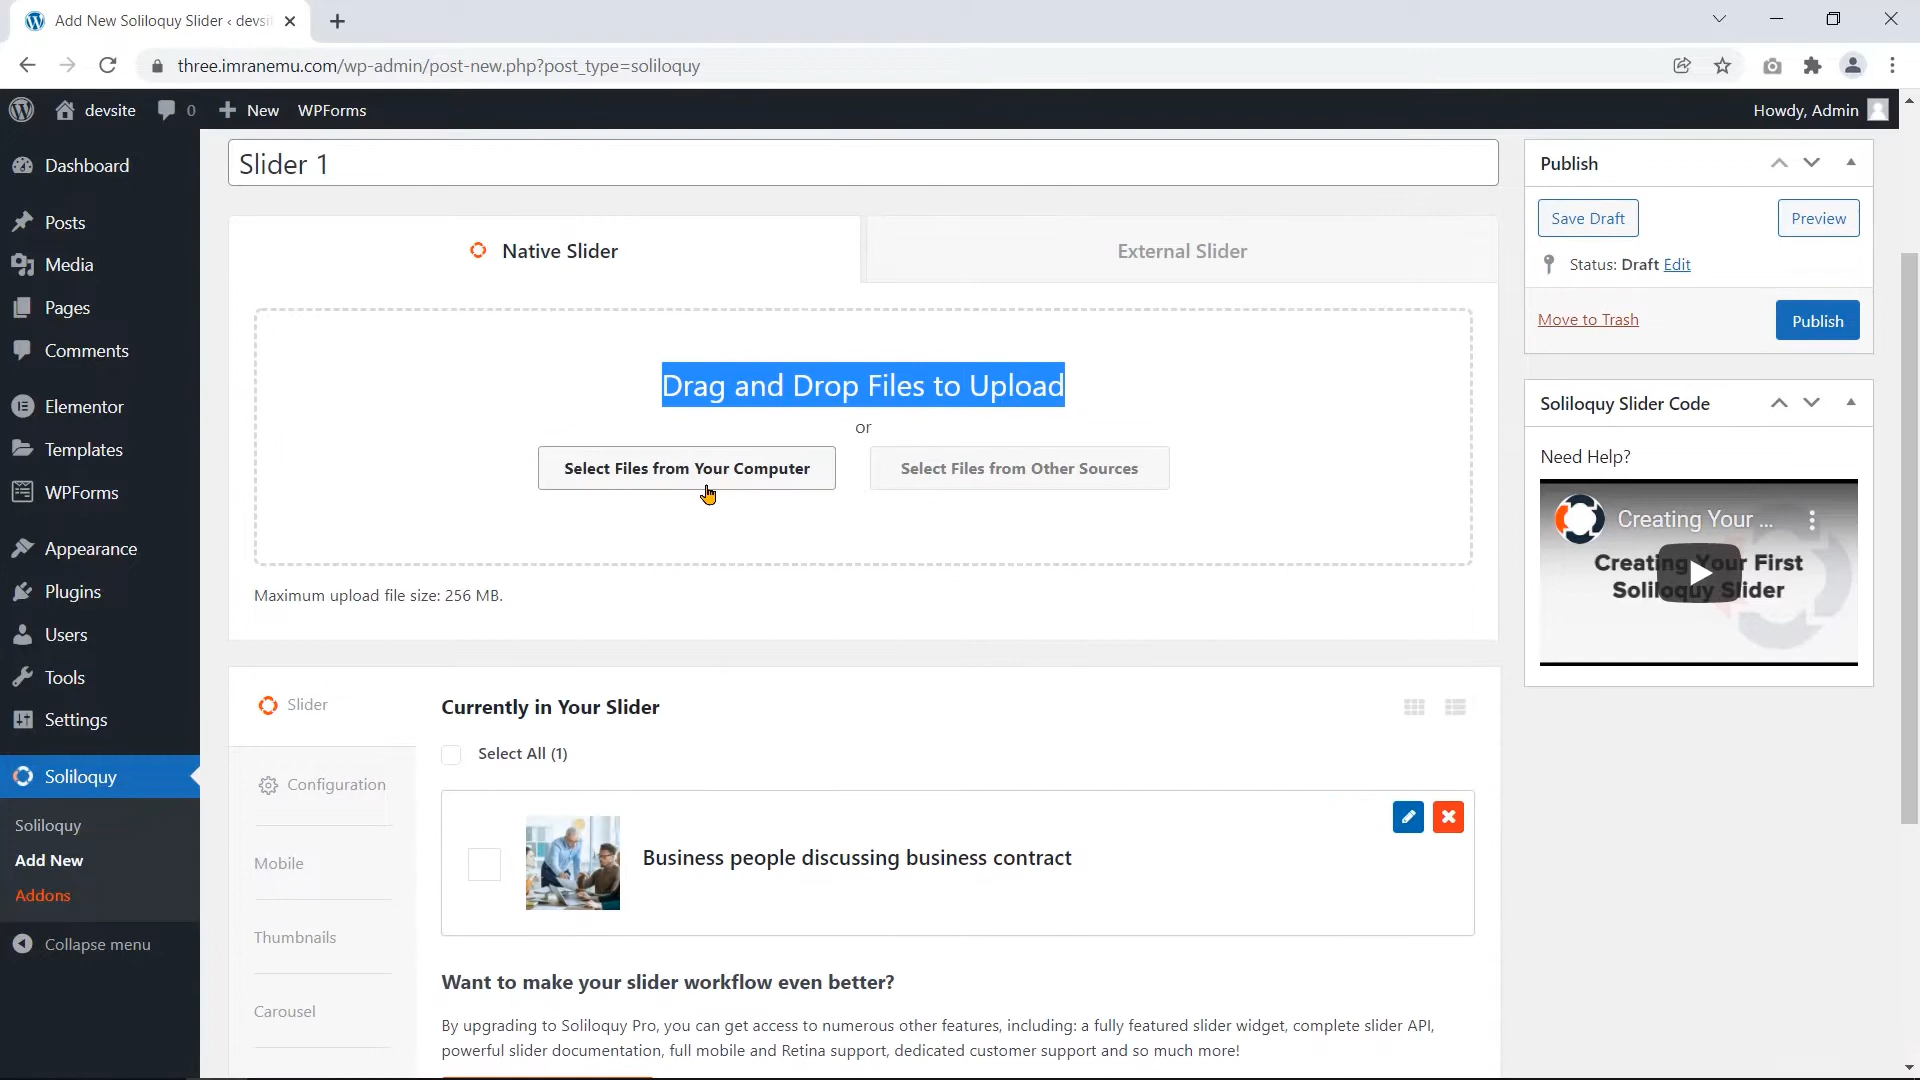 Add New Soliloquy Slider ‹ devsit
three.imranemu.com/wp-admin/post-new.php?post_type=soliloquy
devsite
0
New
WPForms
Howdy, Admin
Dashboard
Posts
Media
Pages
Comments
Elementor
Templates
WPForms
Appearance
Plugins
Users
Tools
Settings
Soliloquy
Soliloquy
Add New
Addons
Collapse menu
Slider 1
Native Slider
External Slider
Drag and Drop Files to Upload
or
Select Files from Your Computer
Select Files from Other Sources
Maximum upload file size: 256 MB.
Slider
Configuration
Mobile
Thumbnails
Carousel
Currently in Your Slider
Select All (1)
Business people discussing business contract
Want to make your slider workflow even better?
By upgrading to Soliloquy Pro, you can get access to numerous other features, including: a fully featured slider widget, complete slider API,
powerful slider documentation, full mobile and Retina support, dedicated customer support and so much more!
Publish
Save Draft
Preview
Status: Draft Edit
Move to Trash
Publish
Soliloquy Slider Code
Need Help?
Creating Your ...
Creating Your First
Soliloquy Slider